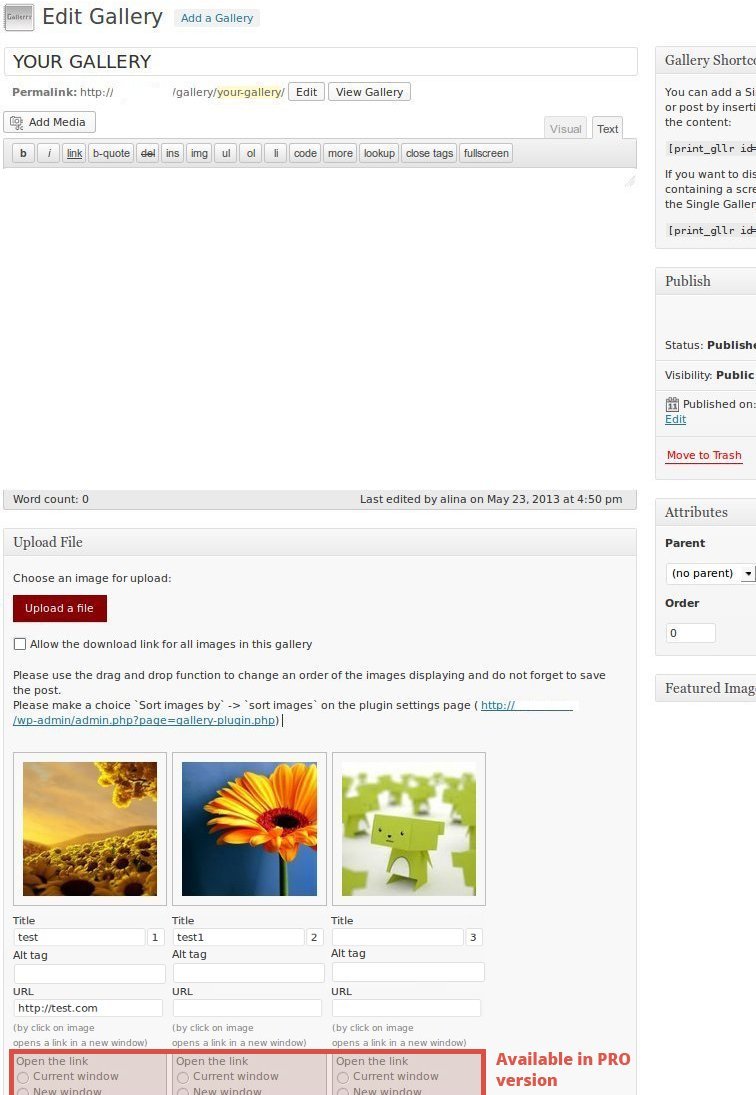 Gallery
Edit Gallery Add a Gallery
YOUR GALLERY
Permalink: http:// /gallery/your-gallery/ Edit View Gallery
Add Media
Visual Text
b i link b-quote del ins img ul ol li code more lookup close tags fullscreen
Word count: 0 Last edited by alina on May 23, 2013 at 4:50 pm
Upload File
Choose an image for upload:
Upload a file
Allow the download link for all images in this gallery
Please use the drag and drop function to change an order of the images displaying and do not forget to save
the post.
Please make a choice `Sort images by` -> `sort images` on the plugin settings page ( http://
/wp-admin/admin.php?page=gallery-plugin.php)
Title Title Title
test 1 test1 2 3
Alt tag Alt tag Alt tag
URL URL URL
http://test.com
(by click on image (by click on image (by click on image
opens a link in a new window) opens a link in a new window) opens a link in a new window)
Open the link Open the link Open the link
Current window Current window Current window
New window New window New window
Available in PRO
version
Gallery Shortc
You can add a Si
or post by inserti
the content:
[print_gllr id=
If you want to dis
containing a scre
the Single Galler
[print_gllr id=
Publish
Status: Publishe
Visibility: Public
11 Published on:
Edit
Move to Trash
Attributes
Parent
(no parent)
Order
0
Featured Imag